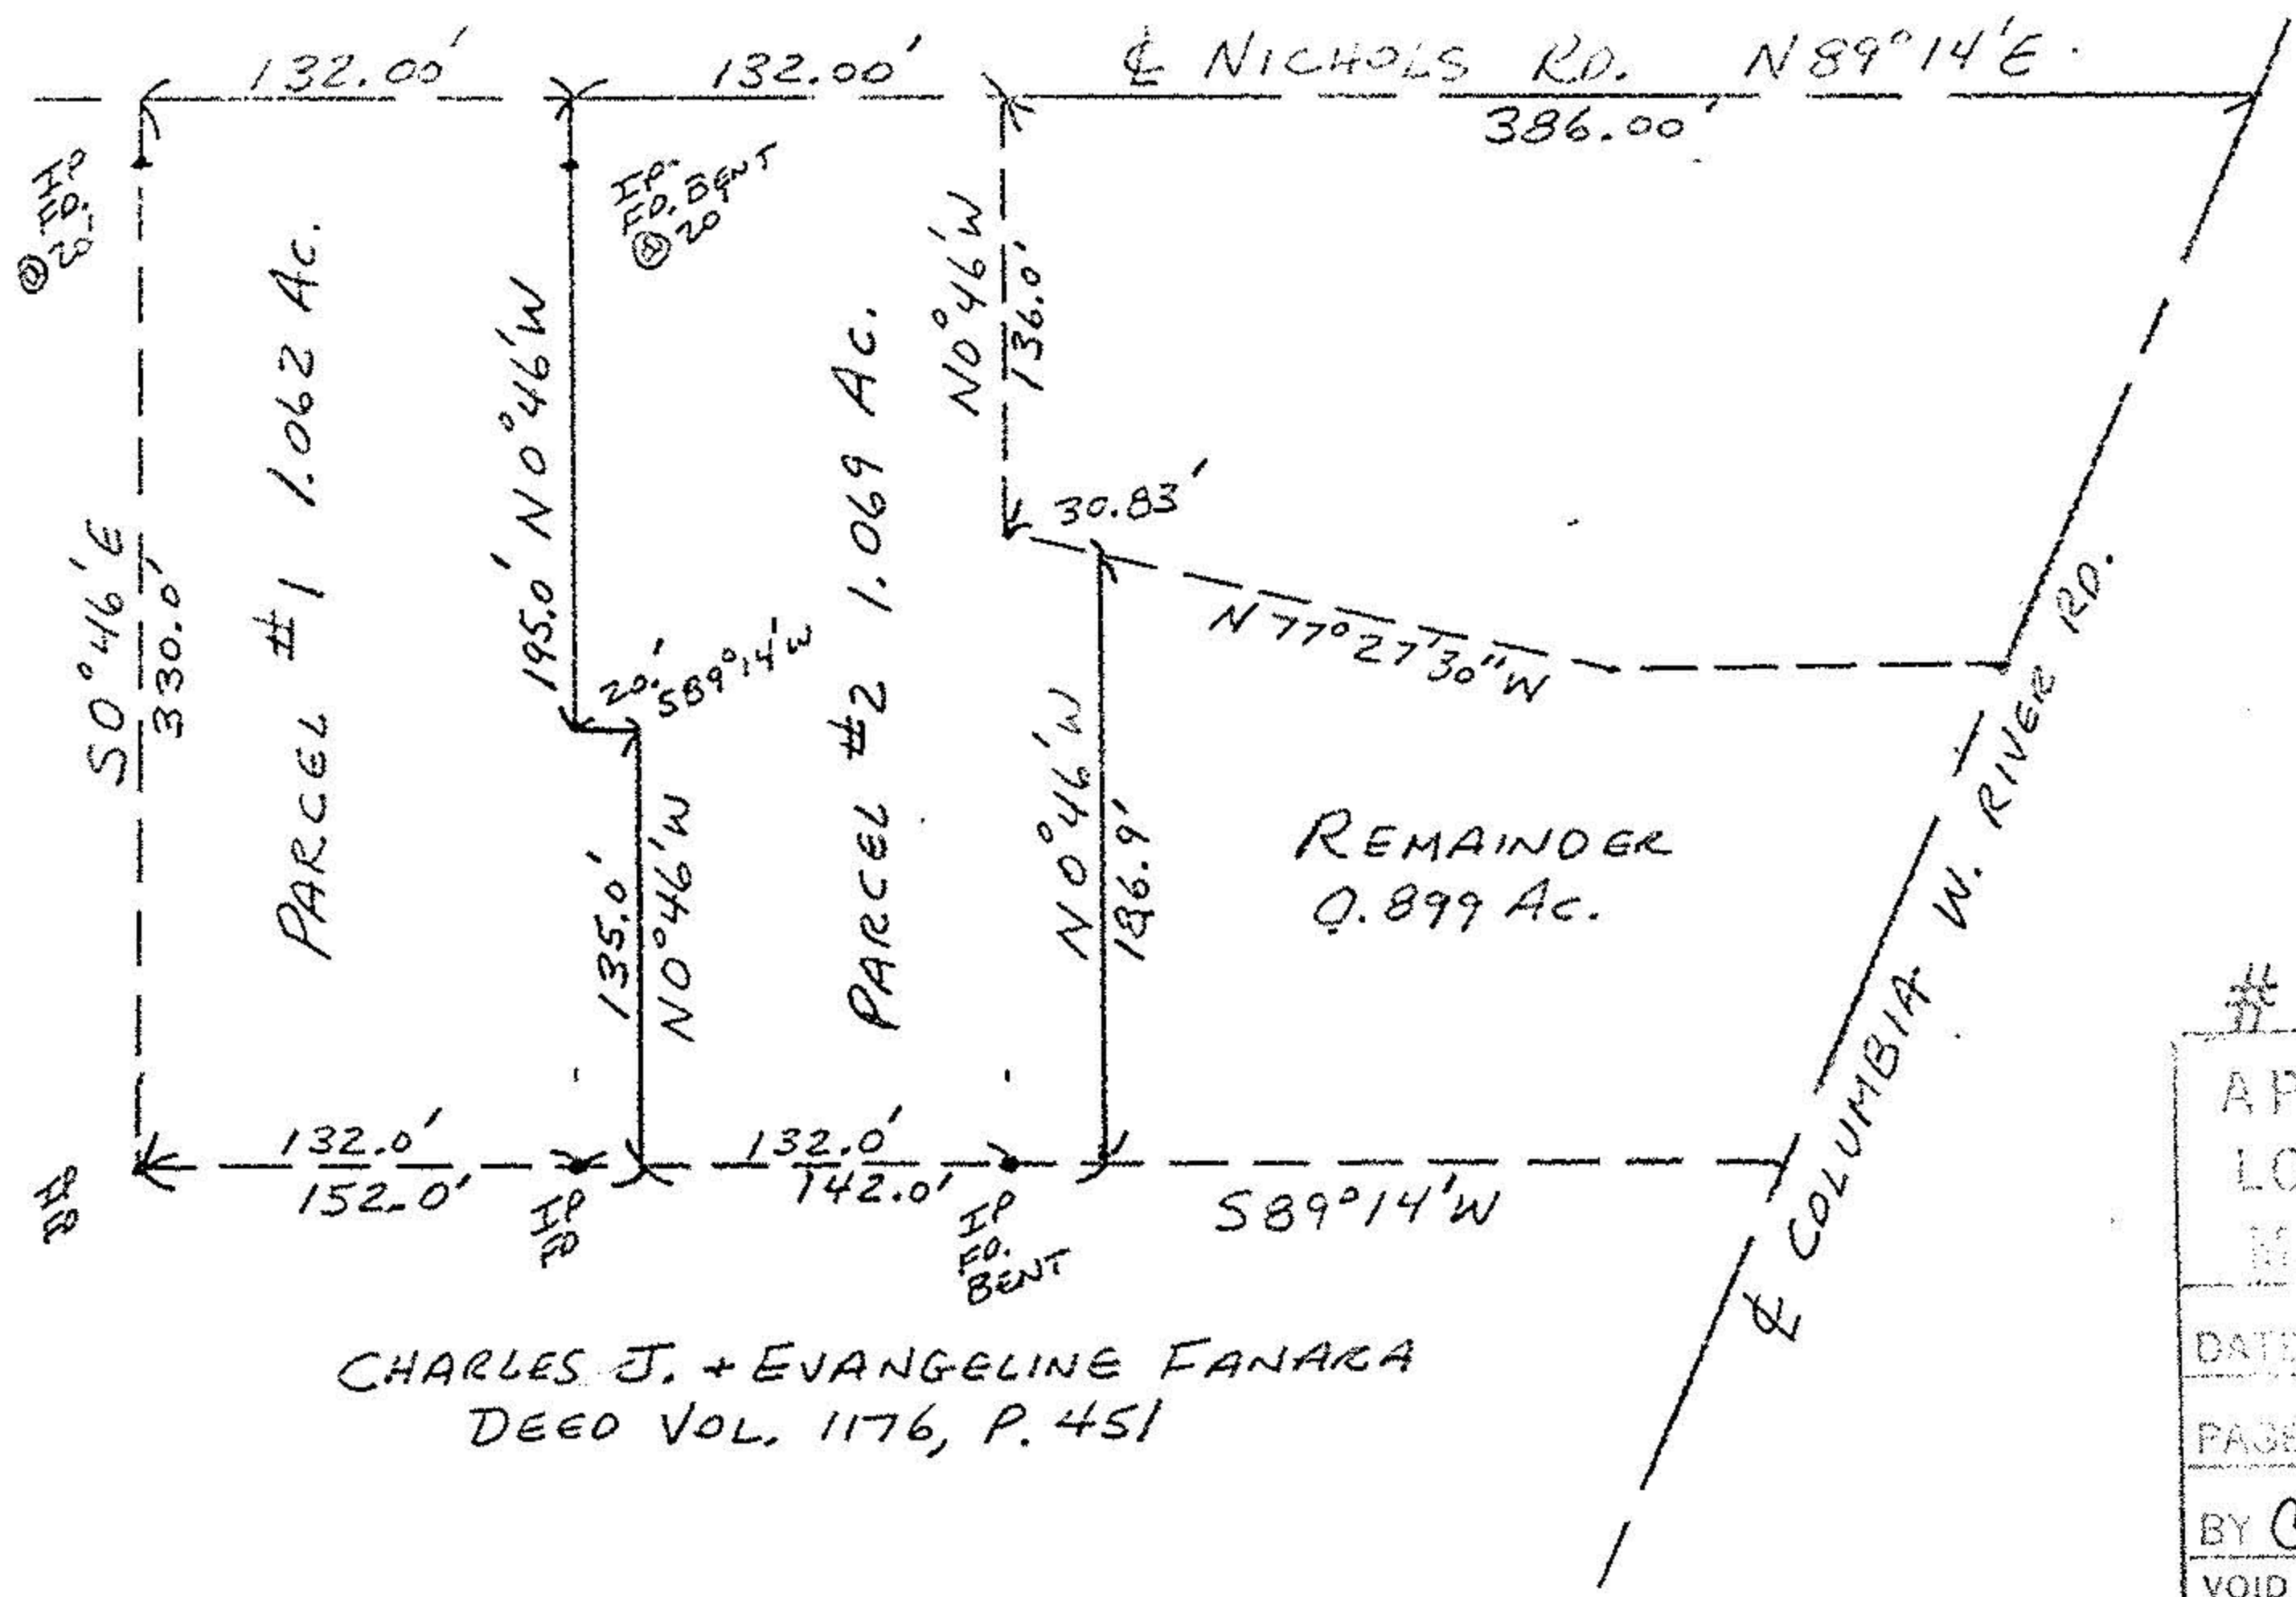 132.00'
132.00'
℄ NICHOLS RD. N89°14'E
386.00'
IP
FD.
@ 20'
IP
FD. BENT
@ 20'
S0°46'E
330.0'
PARCEL #1 1.062 AC.
195.0' N0°46'W
20.'
S89°14'W
135.0'
N0°46'W
PARCEL #2 1.069 AC.
N0°46'W
136.0'
30.83'
N77°27'30"W
N0°46'W
186.9'
REMAINDER
0.899 AC.
℄ COLUMBIA W. RIVER RD.
132.0'
152.0'
132.0'
142.0'
S89°14'W
IP
FD
IP
FD
IP
FD.
BENT
CHARLES J. + EVANGELINE FANARA
DEED VOL. 1176, P. 451
#
AP
LO
M
DATE
PAGE
BY
VOID